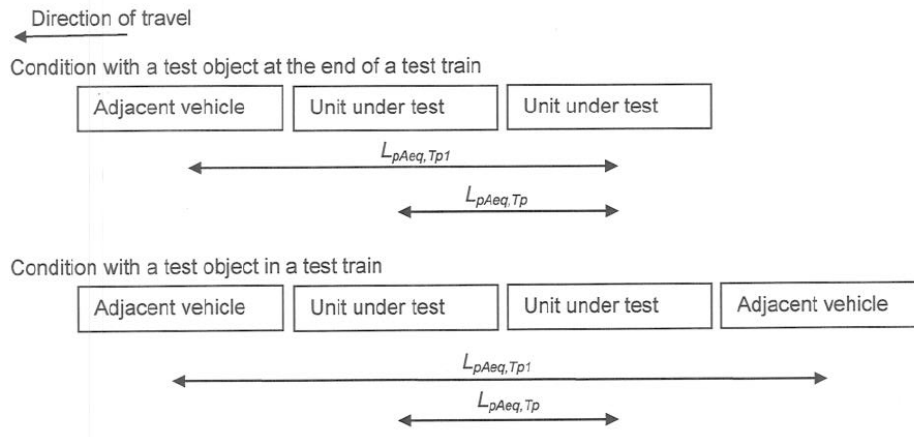 Direction of travel
Condition with a test object at the end of a test train
Adjacent vehicle Unit under test Unit under test
LpAeq,Tp1
LpAeq,Tp
Condition with a test object in a test train
Adjacent vehicle Unit under test Unit under test Adjacent vehicle
LpAeq,Tp1
LpAeq,Tp